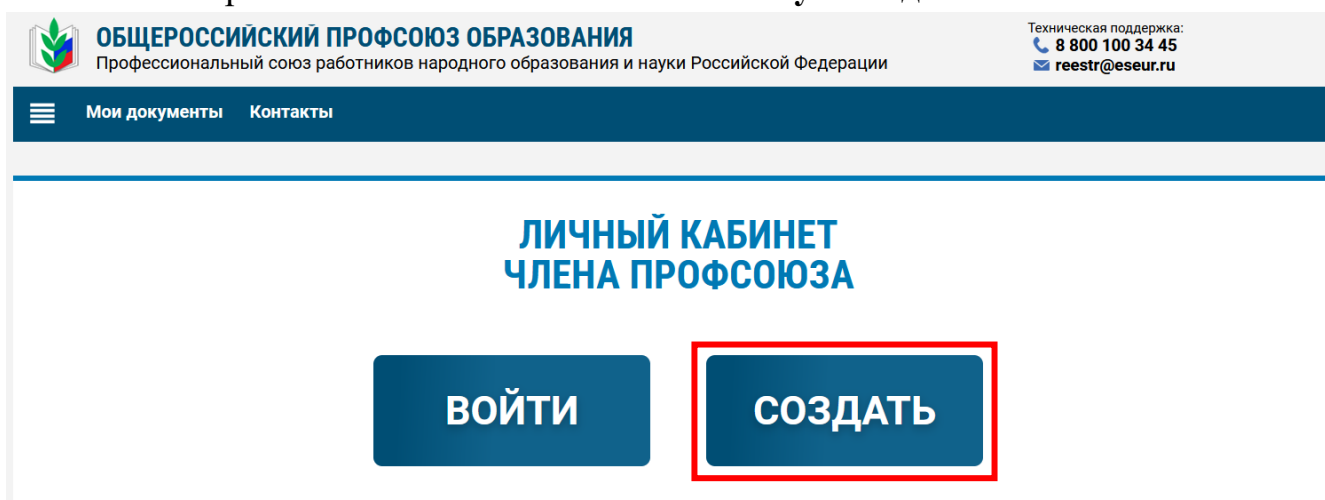 ОБЩЕРОССИЙСКИЙ ПРОФСОЮЗ ОБРАЗОВАНИЯ
Профессиональный союз работников народного образования и науки Российской Федерации
Техническая поддержка:
8 800 100 34 45
reestr@eseur.ru
Мои документы Контакты
ЛИЧНЫЙ КАБИНЕТ
ЧЛЕНА ПРОФСОЮЗА
ВОЙТИ СОЗДАТЬ